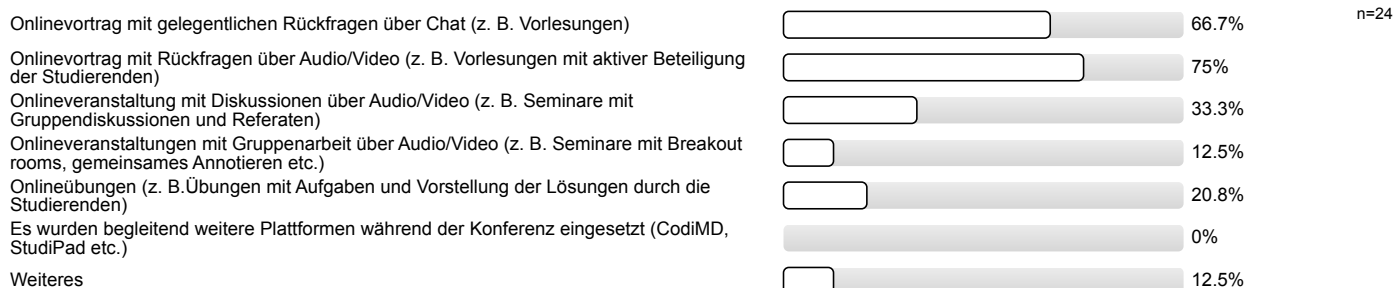 Onlinevortrag mit gelegentlichen Rückfragen über Chat (z. B. Vorlesungen) 66.7% n=24
Onlinevortrag mit Rückfragen über Audio/Video (z. B. Vorlesungen mit aktiver Beteiligung
der Studierenden) 75%
Onlineveranstaltung mit Diskussionen über Audio/Video (z. B. Seminare mit
Gruppendiskussionen und Referaten) 33.3%
Onlineveranstaltungen mit Gruppenarbeit über Audio/Video (z. B. Seminare mit Breakout
rooms, gemeinsames Annotieren etc.) 12.5%
Onlineübungen (z. B.Übungen mit Aufgaben und Vorstellung der Lösungen durch die
Studierenden) 20.8%
Es wurden begleitend weitere Plattformen während der Konferenz eingesetzt (CodiMD,
StudiPad etc.) 0%
Weiteres 12.5%